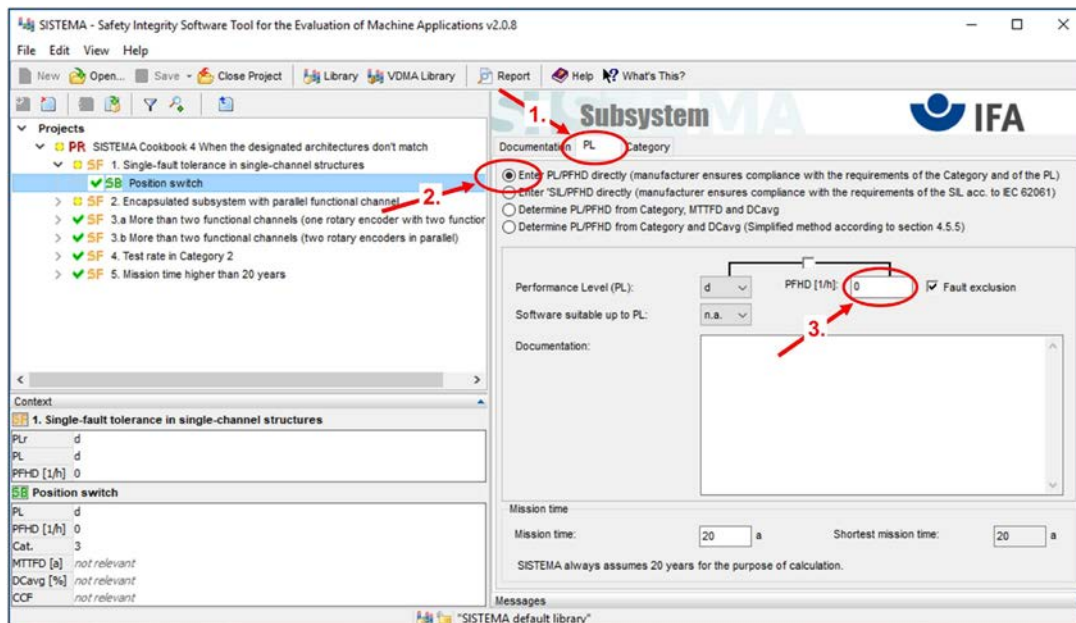 SISTEMA - Safety Integrity Software Tool for the Evaluation of Machine Applications v2.0.8
File Edit View Help
New Open... Save Close Project Library VDMA Library Report Help What's This?
Projects
PR SISTEMA Cookbook 4 When the designated architectures don't match
SF 1. Single-fault tolerance in single-channel structures
SB Position switch
SF 2. Encapsulated subsystem with parallel functional channel
SF 3.a More than two functional channels (one rotary encoder with two function
SF 3.b More than two functional channels (two rotary encoders in parallel)
SF 4. Test rate in Category 2
SF 5. Mission time higher than 20 years
Context
SF 1. Single-fault tolerance in single-channel structures
PLr d
PL d
PFHD [1/h] 0
SB Position switch
PL d
PFHD [1/h] 0
Cat. 3
MTTFD [a] not relevant
DCavg [%] not relevant
CCF not relevant
SISTEMA
Subsystem
IFA
1.
Documentation PL Category
2.
Enter PL/PFHD directly (manufacturer ensures compliance with the requirements of the Category and of the PL)
Enter 'SIL/PFHD directly (manufacturer ensures compliance with the requirements of the SIL acc. to IEC 62061)
Determine PL/PFHD from Category, MTTFD and DCavg
Determine PL/PFHD from Category and DCavg (Simplified method according to section 4.5.5)
Performance Level (PL): d PFHD [1/h]: 0 Fault exclusion
Software suitable up to PL: n.a.
3.
Documentation:
Mission time
Mission time: 20 a Shortest mission time: 20 a
SISTEMA always assumes 20 years for the purpose of calculation.
Messages
"SISTEMA default library"